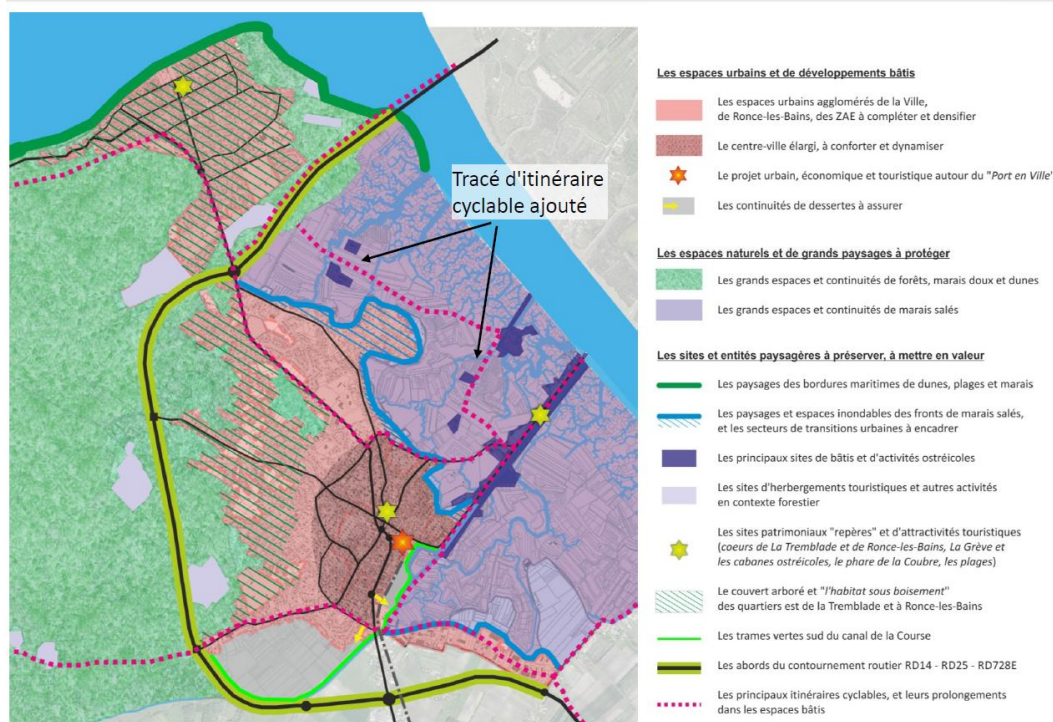 Tracé d'itinéraire
cyclable ajouté
Les espaces urbains et de développements bâtis
Les espaces urbains agglomérés de la Ville,
de Ronce-les-Bains, des ZAE à compléter et densifier
Le centre-ville élargi, à conforter et dynamiser
Le projet urbain, économique et touristique autour du "Port en Ville"
Les continuités de dessertes à assurer
Les espaces naturels et de grands paysages à protéger
Les grands espaces et continuités de forêts, marais doux et dunes
Les grands espaces et continuités de marais salés
Les sites et entités paysagères à préserver, à mettre en valeur
Les paysages des bordures maritimes de dunes, plages et marais
Les paysages et espaces inondables des fronts de marais salés,
et les secteurs de transitions urbaines à encadrer
Les principaux sites de bâtis et d'activités ostréicoles
Les sites d'herbergements touristiques et autres activités
en contexte forestier
Les sites patrimoniaux "repères" et d'attractivités touristiques
(coeurs de La Tremblade et de Ronce-les-Bains, La Grève et
les cabanes ostréicoles, le phare de la Coubre, les plages)
Le couvert arboré et "l'habitat sous boisement"
des quartiers est de la Tremblade et à Ronce-les-Bains
Les trames vertes sud du canal de la Course
Les abords du contournement routier RD14 - RD25 - RD728E
Les principaux itinéraires cyclables, et leurs prolongements
dans les espaces bâtis